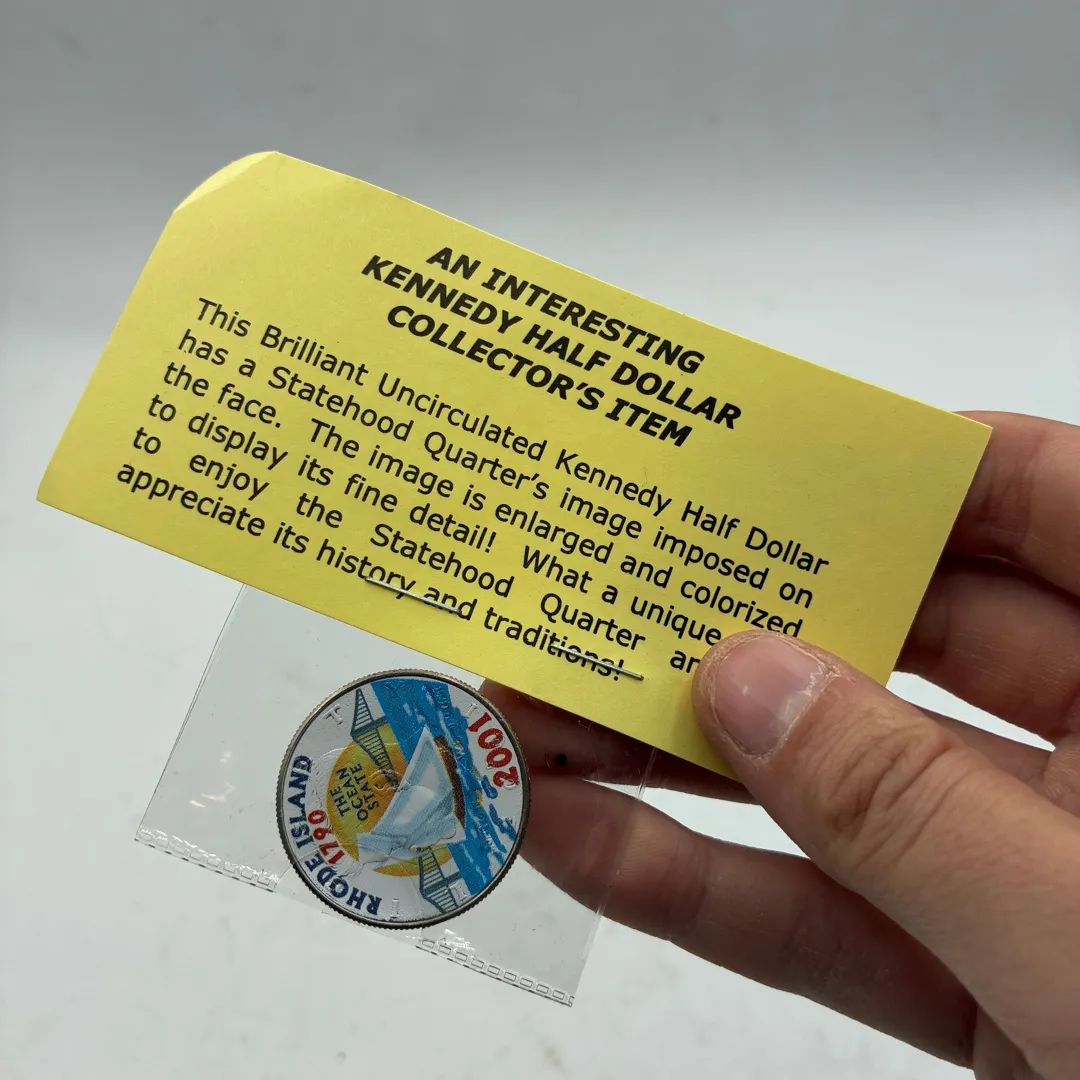 AN INTERESTING
KENNEDY HALF DOLLAR
COLLECTOR'S ITEM
This Brilliant Uncirculated Kennedy Half Dollar
has a Statehood Quarter's image imposed on
the face. The image is enlarged and colorized
to display its fine detail! What a unique
to enjoy the Statehood Quarter
appreciate its history and traditions!
2001
THE
OCEAN
STATE
1790
RHODE ISLAND